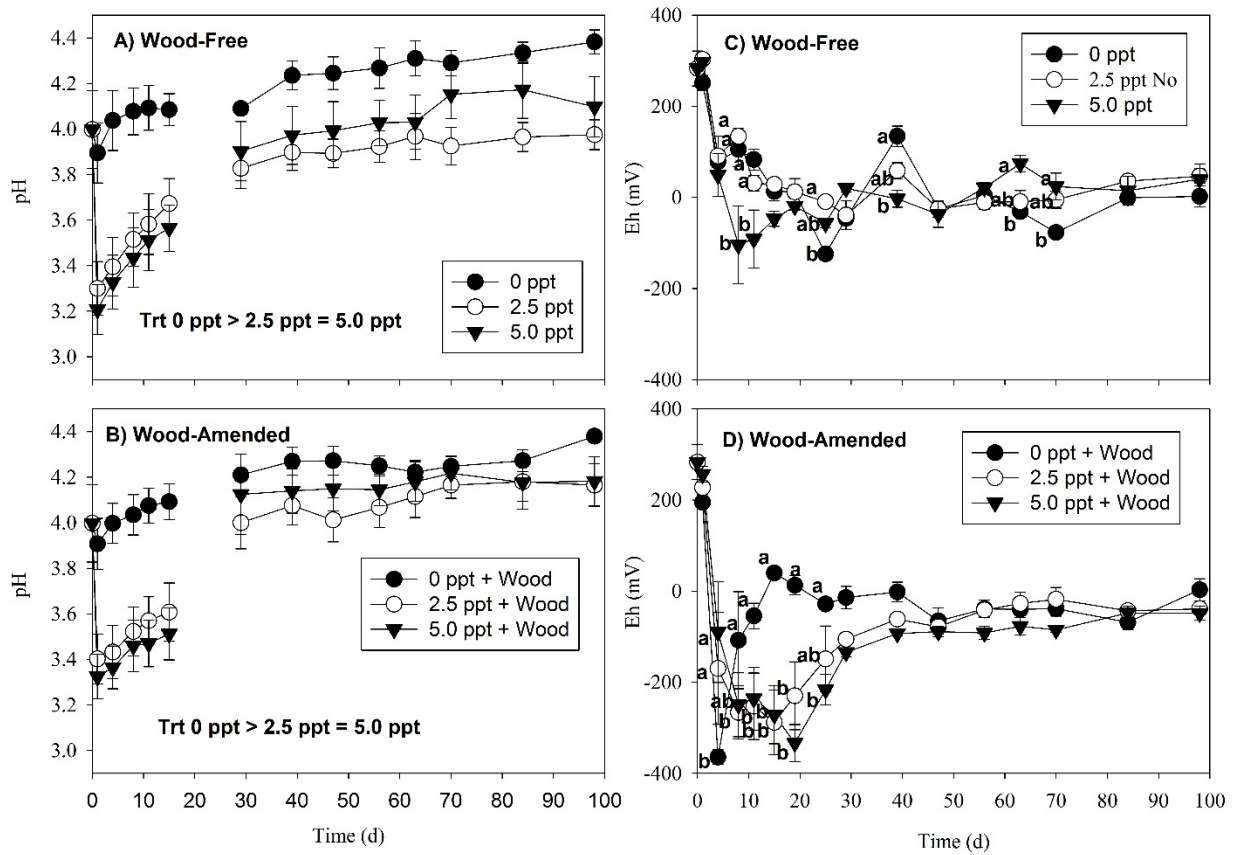 A) Wood-Free
4.4
4.2
4.0
3.8
3.6
3.4
3.2
3.0
pH
0 ppt
2.5 ppt
5.0 ppt
Trt 0 ppt > 2.5 ppt = 5.0 ppt
C) Wood-Free
400
200
0
-200
-400
Eh (mV)
0 ppt
2.5 ppt No
5.0 ppt
a
a
a
a
b
b
a
ab
b
a
ab
b
a
ab
b
a
ab
b
B) Wood-Amended
4.4
4.2
4.0
3.8
3.6
3.4
3.2
3.0
pH
0 ppt + Wood
2.5 ppt + Wood
5.0 ppt + Wood
Trt 0 ppt > 2.5 ppt = 5.0 ppt
0 10 20 30 40 50 60 70 80 90 100
Time (d)
D) Wood-Amended
400
200
0
-200
-400
Eh (mV)
0 ppt + Wood
2.5 ppt + Wood
5.0 ppt + Wood
a
a
b
a
ab
b
a
b
b
a
b
b
a
b
b
a
ab
b
0 10 20 30 40 50 60 70 80 90 100
Time (d)